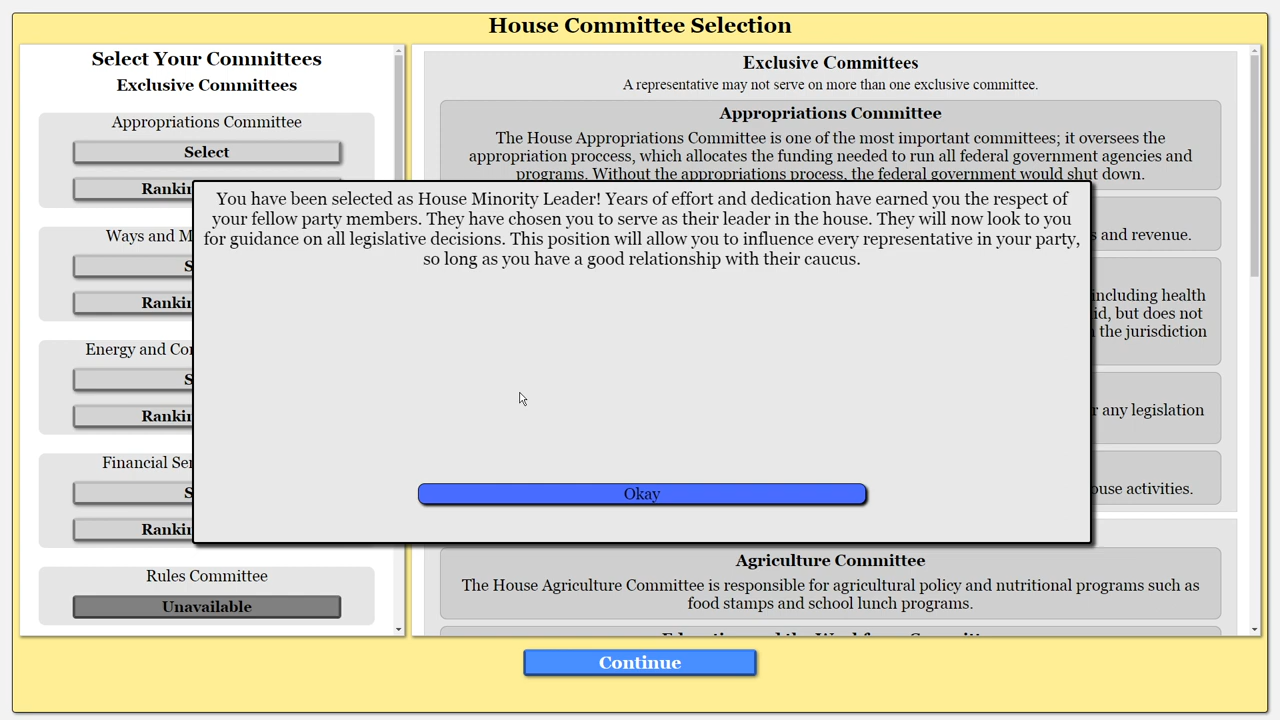 House Committee Selection
Select Your Committees
Exclusive Committees
Appropriations Committee
Select
Rankin
Ways and M
S
Rankin
Energy and Co
S
Rankin
Financial Ser
S
Rankin
Rules Committee
Unavailable
Exclusive Committees
A representative may not serve on more than one exclusive committee.
Appropriations Committee
The House Appropriations Committee is one of the most important committees; it oversees the
appropriation proccess, which allocates the funding needed to run all federal government agencies and
programs. Without the appropriations process, the federal government would shut down.
s and revenue.
including health
id, but does not
the jurisdiction
r any legislation
ouse activities.
Agriculture Committee
The House Agriculture Committee is responsible for agricultural policy and nutritional programs such as
food stamps and school lunch programs.
You have been selected as House Minority Leader! Years of effort and dedication have earned you the respect of
your fellow party members. They have chosen you to serve as their leader in the house. They will now look to you
for guidance on all legislative decisions. This position will allow you to influence every representative in your party,
so long as you have a good relationship with their caucus.
Okay
Continue